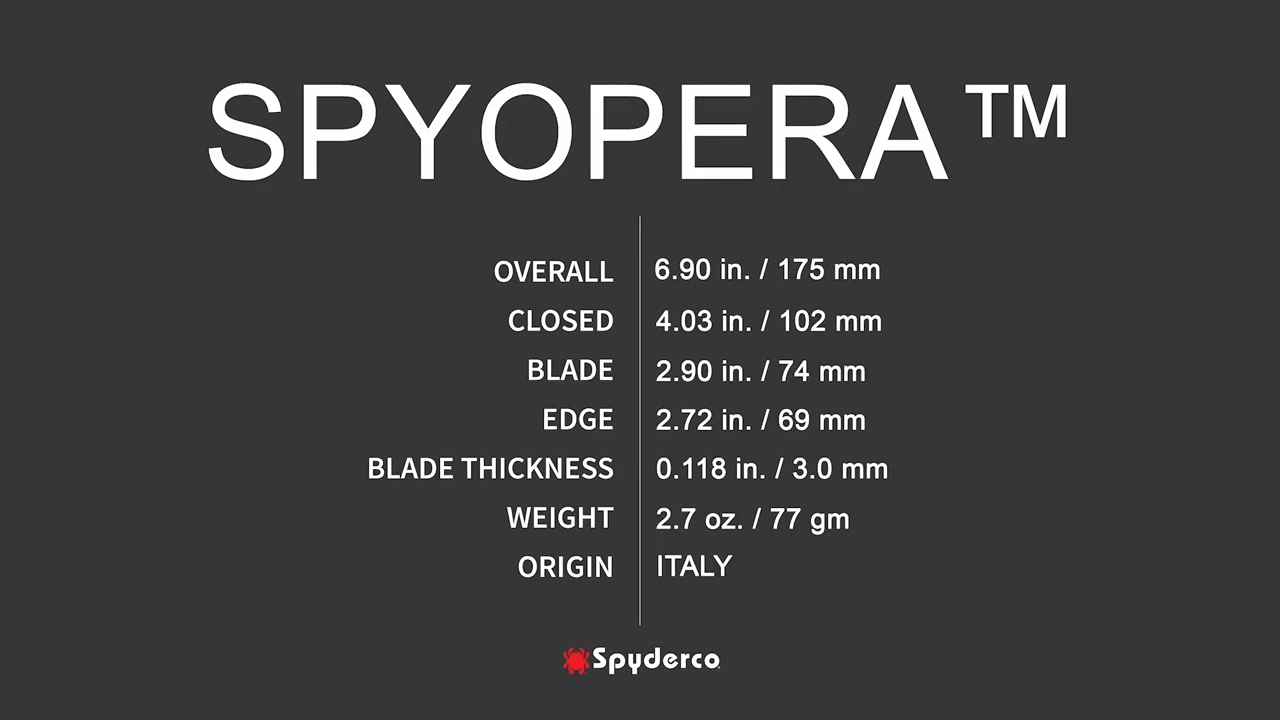 SPYOPERA™
OVERALL 6.90 in. / 175 mm
CLOSED 4.03 in. / 102 mm
BLADE 2.90 in. / 74 mm
EDGE 2.72 in. / 69 mm
BLADE THICKNESS 0.118 in. / 3.0 mm
WEIGHT 2.7 oz. / 77 gm
ORIGIN ITALY
Spyderco